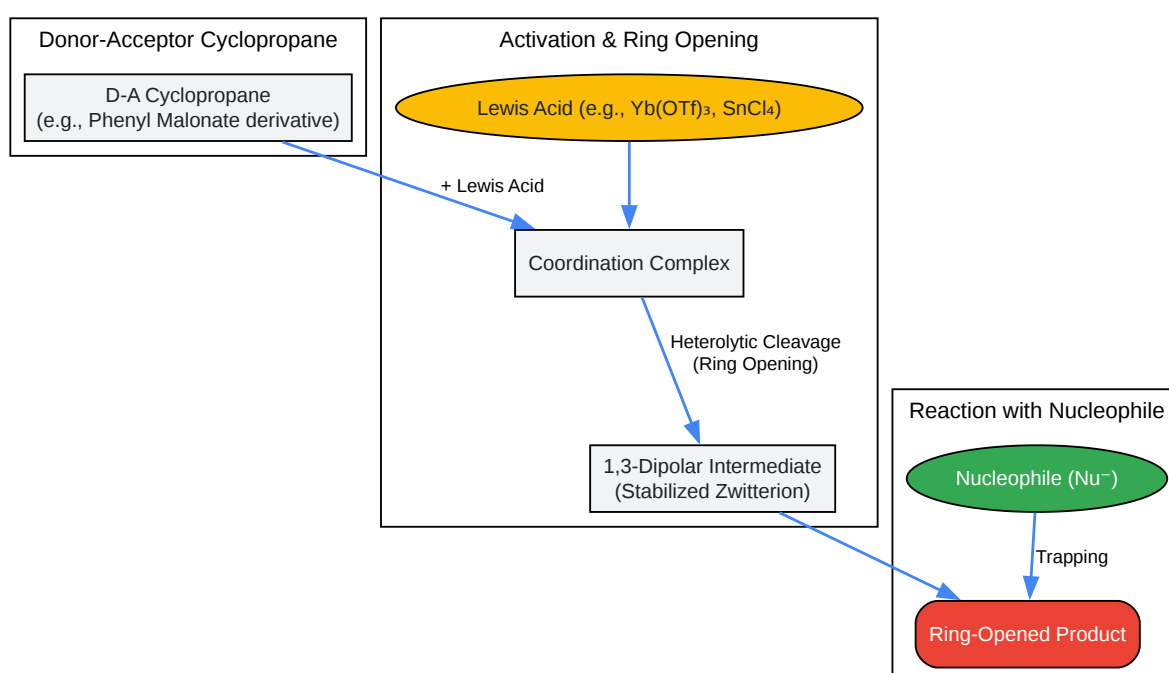 Donor-Acceptor Cyclopropane
D-A Cyclopropane
(e.g., Phenyl Malonate derivative)
Activation & Ring Opening
Lewis Acid (e.g., Yb(OTf)₃, SnCl₄)
+ Lewis Acid
Coordination Complex
Heterolytic Cleavage
(Ring Opening)
1,3-Dipolar Intermediate
(Stabilized Zwitterion)
Reaction with Nucleophile
Nucleophile (Nu⁻)
Trapping
Ring-Opened Product